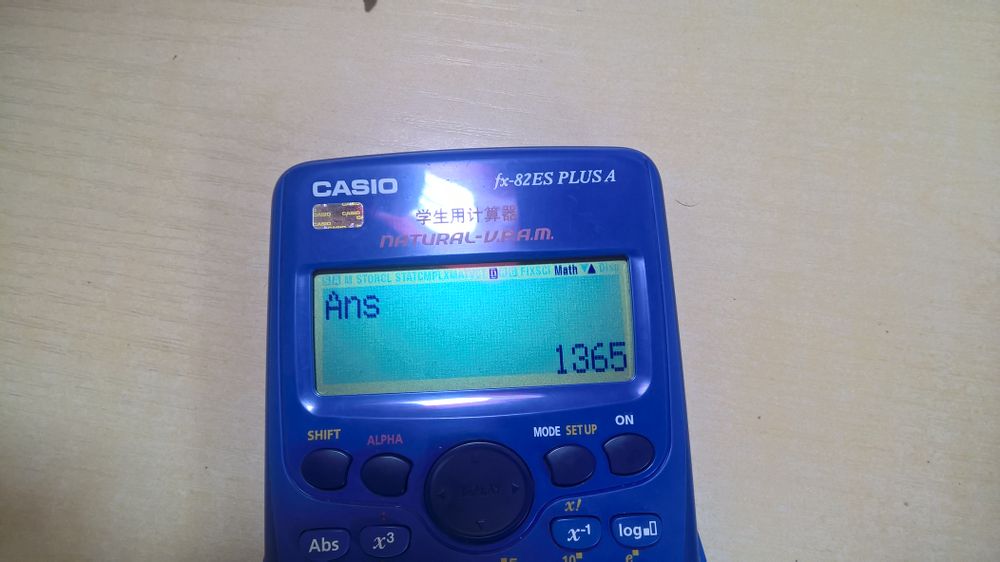 CASIO
fx-82ES PLUS A
学生用计算器
NATURAL-V.P.A.M.
Math ▼▲ Disp
Ans
1365
SHIFT ALPHA MODE SETUP ON
x!
Abs x³ x⁻¹ log